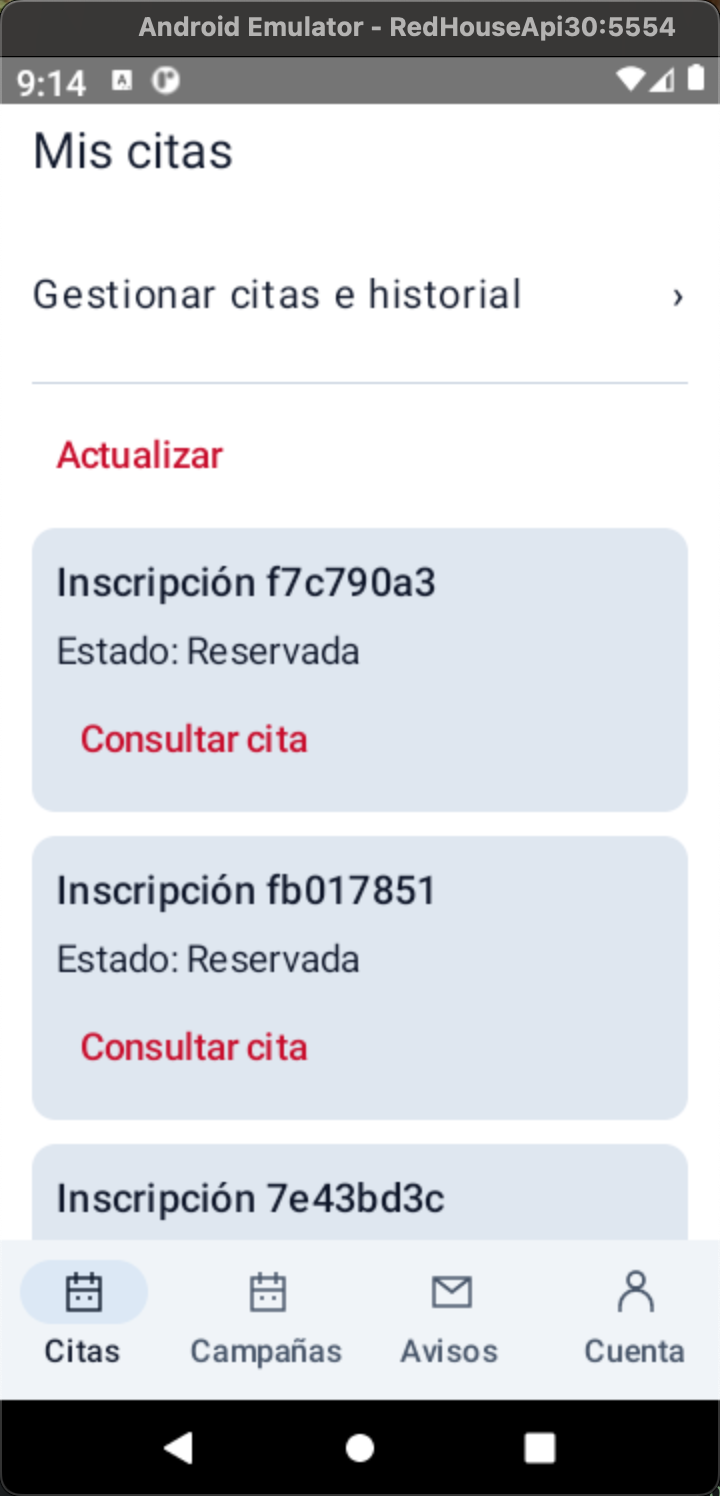 Android Emulator - RedHouseApi30:5554
9:14
Mis citas
Gestionar citas e historial ›
Actualizar
Inscripción f7c790a3
Estado: Reservada
Consultar cita
Inscripción fb017851
Estado: Reservada
Consultar cita
Inscripción 7e43bd3c
Citas Campañas Avisos Cuenta